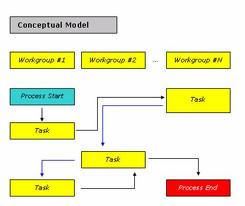 Conceptual Model
Workgroup #1 Workgroup #2 ... Workgroup #N
Process Start
Task
Task
Task
Task
Process End